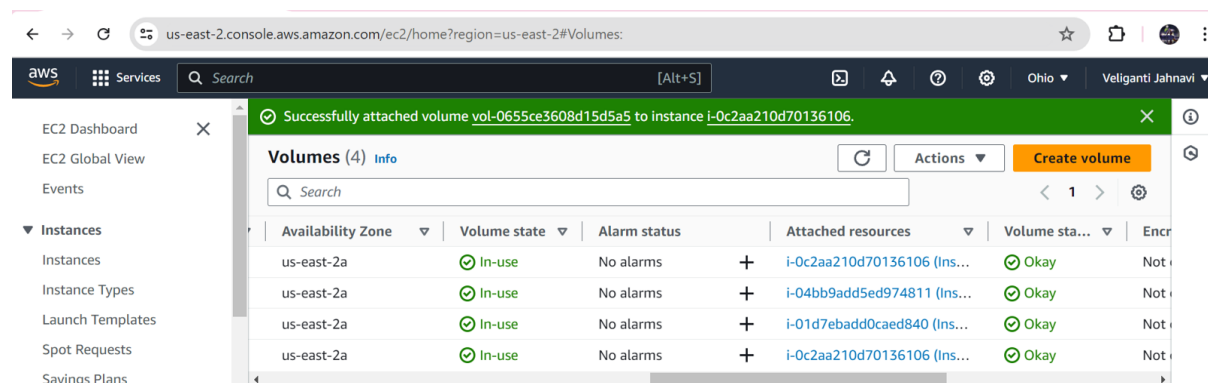 us-east-2.console.aws.amazon.com/ec2/home?region=us-east-2#Volumes:
aws Services Search [Alt+S] Ohio Veliganti Jahnavi
EC2 Dashboard
EC2 Global View
Events
Instances
Instances
Instance Types
Launch Templates
Spot Requests
Savings Plans
Successfully attached volume vol-0655ce3608d15d5a5 to instance i-0c2aa210d70136106.
Volumes (4) Info Actions Create volume
Search 1
Availability Zone Volume state Alarm status Attached resources Volume sta... Encr
us-east-2a In-use No alarms i-0c2aa210d70136106 (Ins... Okay Not
us-east-2a In-use No alarms i-04bb9add5ed974811 (Ins... Okay Not
us-east-2a In-use No alarms i-01d7ebadd0caed840 (Ins... Okay Not
us-east-2a In-use No alarms i-0c2aa210d70136106 (Ins... Okay Not